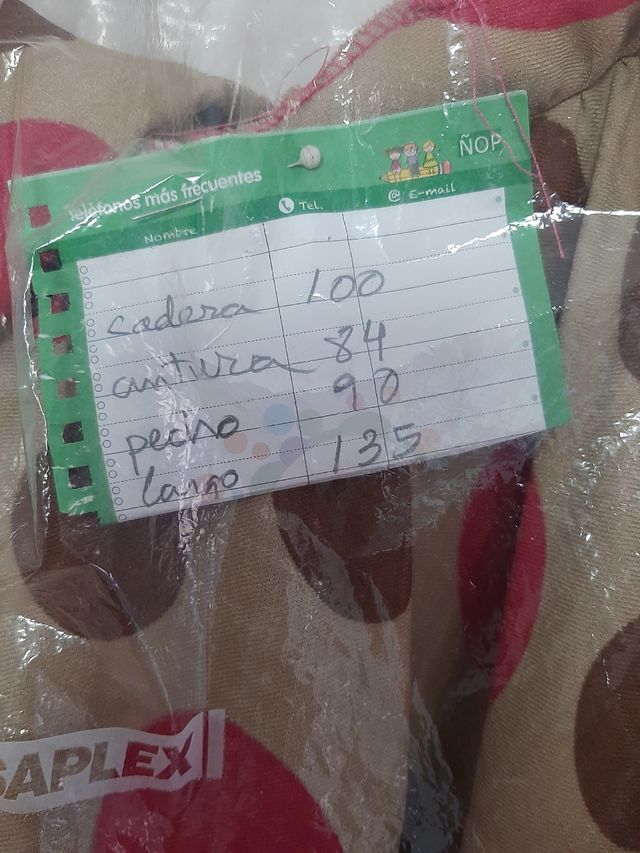 ÑOP
Teléfonos más frecuentes
Nombre Tel. @ E-mail
cadera 100
cintura 84
pecho 90
largo 135
SAPLEX